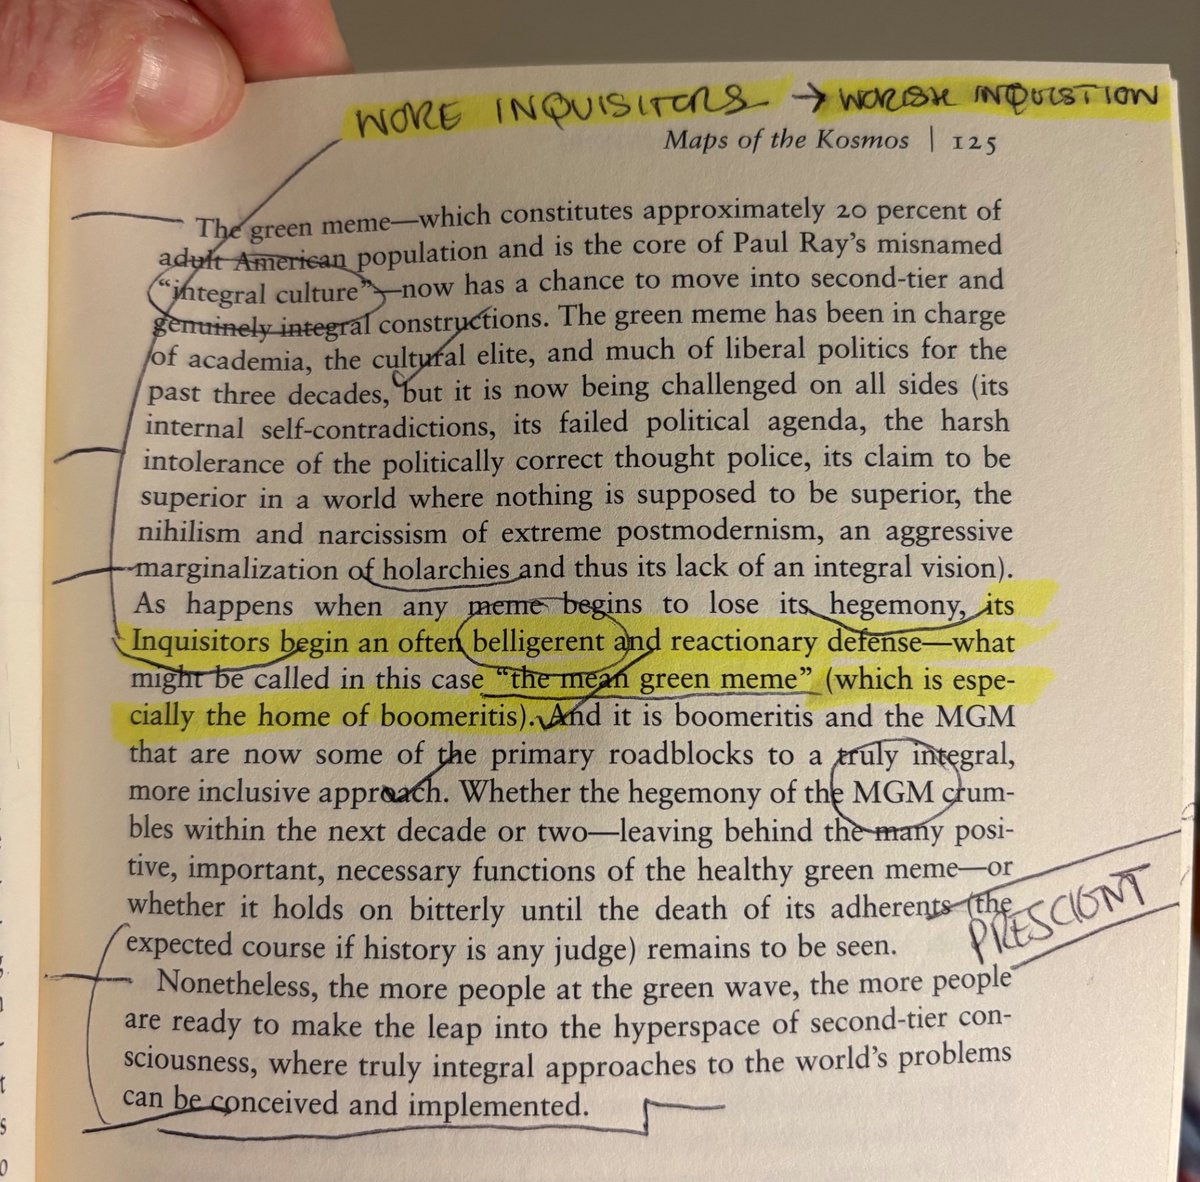 WOKE INQUISITORS → WOKISH INQUISTION
Maps of the Kosmos | 125
The green meme—which constitutes approximately 20 percent of
adult American population and is the core of Paul Ray's misnamed
"integral culture"—now has a chance to move into second-tier and
genuinely integral constructions. The green meme has been in charge
of academia, the cultural elite, and much of liberal politics for the
past three decades, but it is now being challenged on all sides (its
internal self-contradictions, its failed political agenda, the harsh
intolerance of the politically correct thought police, its claim to be
superior in a world where nothing is supposed to be superior, the
nihilism and narcissism of extreme postmodernism, an aggressive
marginalization of holarchies and thus its lack of an integral vision).
As happens when any meme begins to lose its hegemony, its
Inquisitors begin an often belligerent and reactionary defense—what
might be called in this case "the mean green meme" (which is espe-
cially the home of boomeritis). And it is boomeritis and the MGM
that are now some of the primary roadblocks to a truly integral,
more inclusive approach. Whether the hegemony of the MGM crum-
bles within the next decade or two—leaving behind the many posi-
tive, important, necessary functions of the healthy green meme—or
whether it holds on bitterly until the death of its adherents (the
expected course if history is any judge) remains to be seen.
PRESCIONT
Nonetheless, the more people at the green wave, the more people
are ready to make the leap into the hyperspace of second-tier con-
sciousness, where truly integral approaches to the world's problems
can be conceived and implemented.